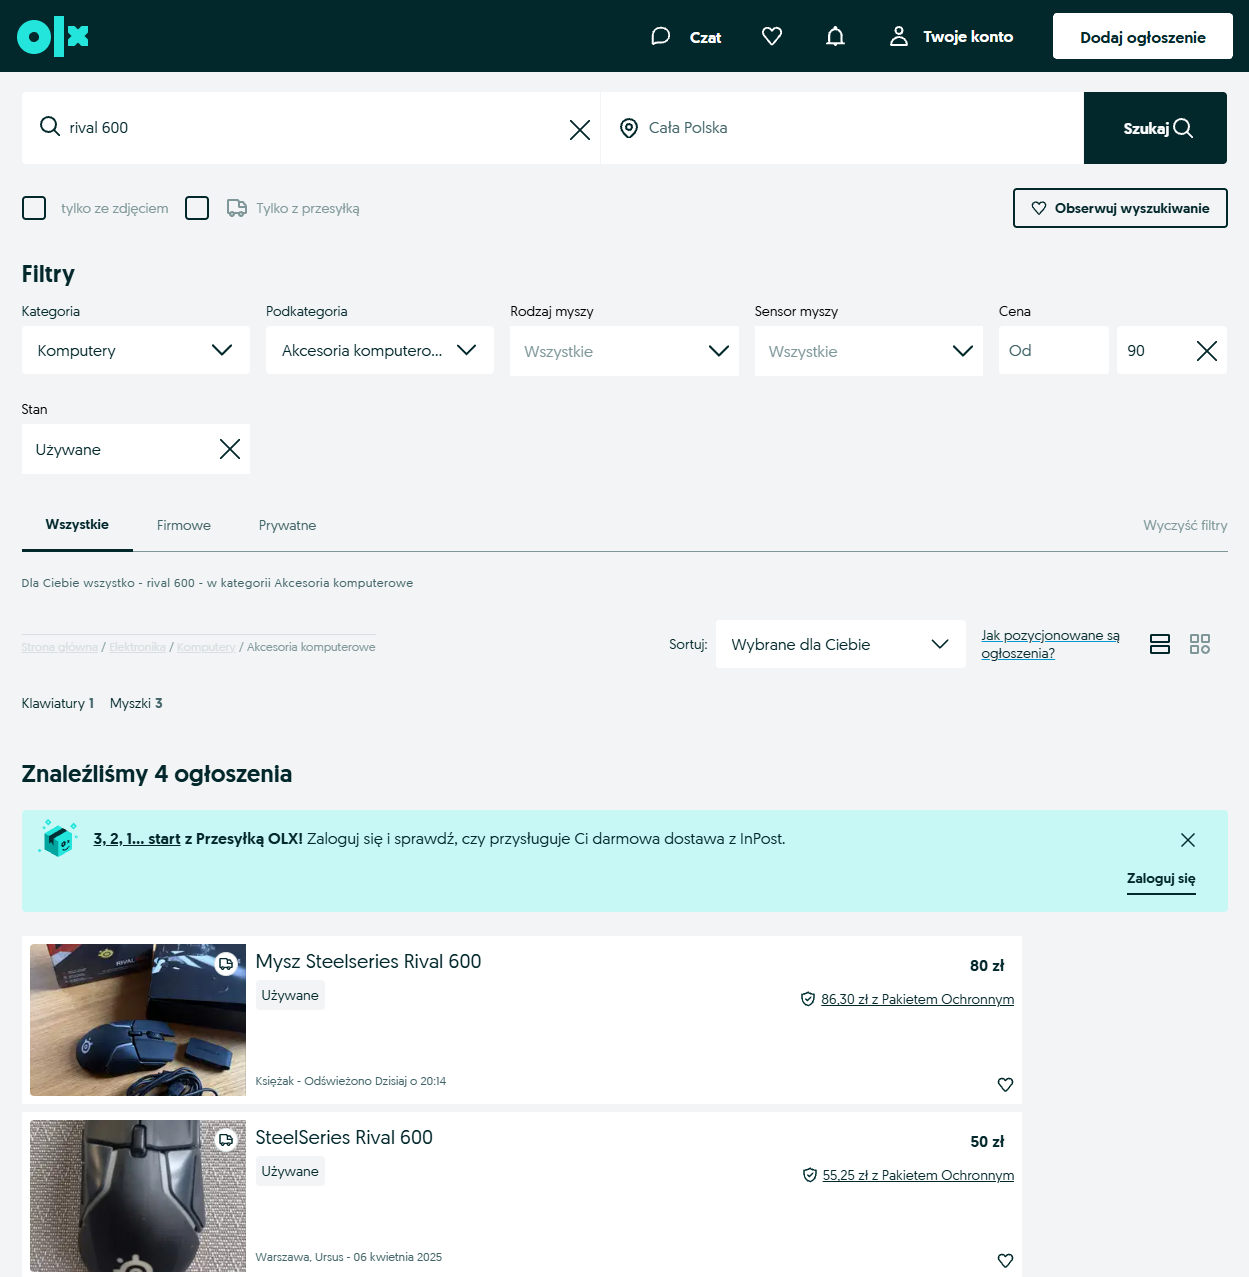 olx
Czat
Twoje konto
Dodaj ogłoszenie
rival 600
Cała Polska
Szukaj
tylko ze zdjęciem
Tylko z przesyłką
Obserwuj wyszukiwanie
Filtry
Kategoria
Podkategoria
Rodzaj myszy
Sensor myszy
Cena
Komputery
Akcesoria komputero...
Wszystkie
Wszystkie
Od
90
Stan
Używane
Wszystkie
Firmowe
Prywatne
Wyczyść filtry
Dla Ciebie wszystko - rival 600 - w kategorii Akcesoria komputerowe
Strona główna / Elektronika / Komputery / Akcesoria komputerowe
Sortuj:
Wybrane dla Ciebie
Jak pozycjonowane są
ogłoszenia?
Klawiatury 1 Myszki 3
Znaleźliśmy 4 ogłoszenia
3, 2, 1... start z Przesyłką OLX! Zaloguj się i sprawdź, czy przysługuje Ci darmowa dostawa z InPost.
Zaloguj się
RIVAL
Mysz Steelseries Rival 600
80 zł
Używane
86,30 zł z Pakietem Ochronnym
Księżak - Odświeżono Dzisiaj o 20:14
SteelSeries Rival 600
50 zł
Używane
55,25 zł z Pakietem Ochronnym
Warszawa, Ursus - 06 kwietnia 2025